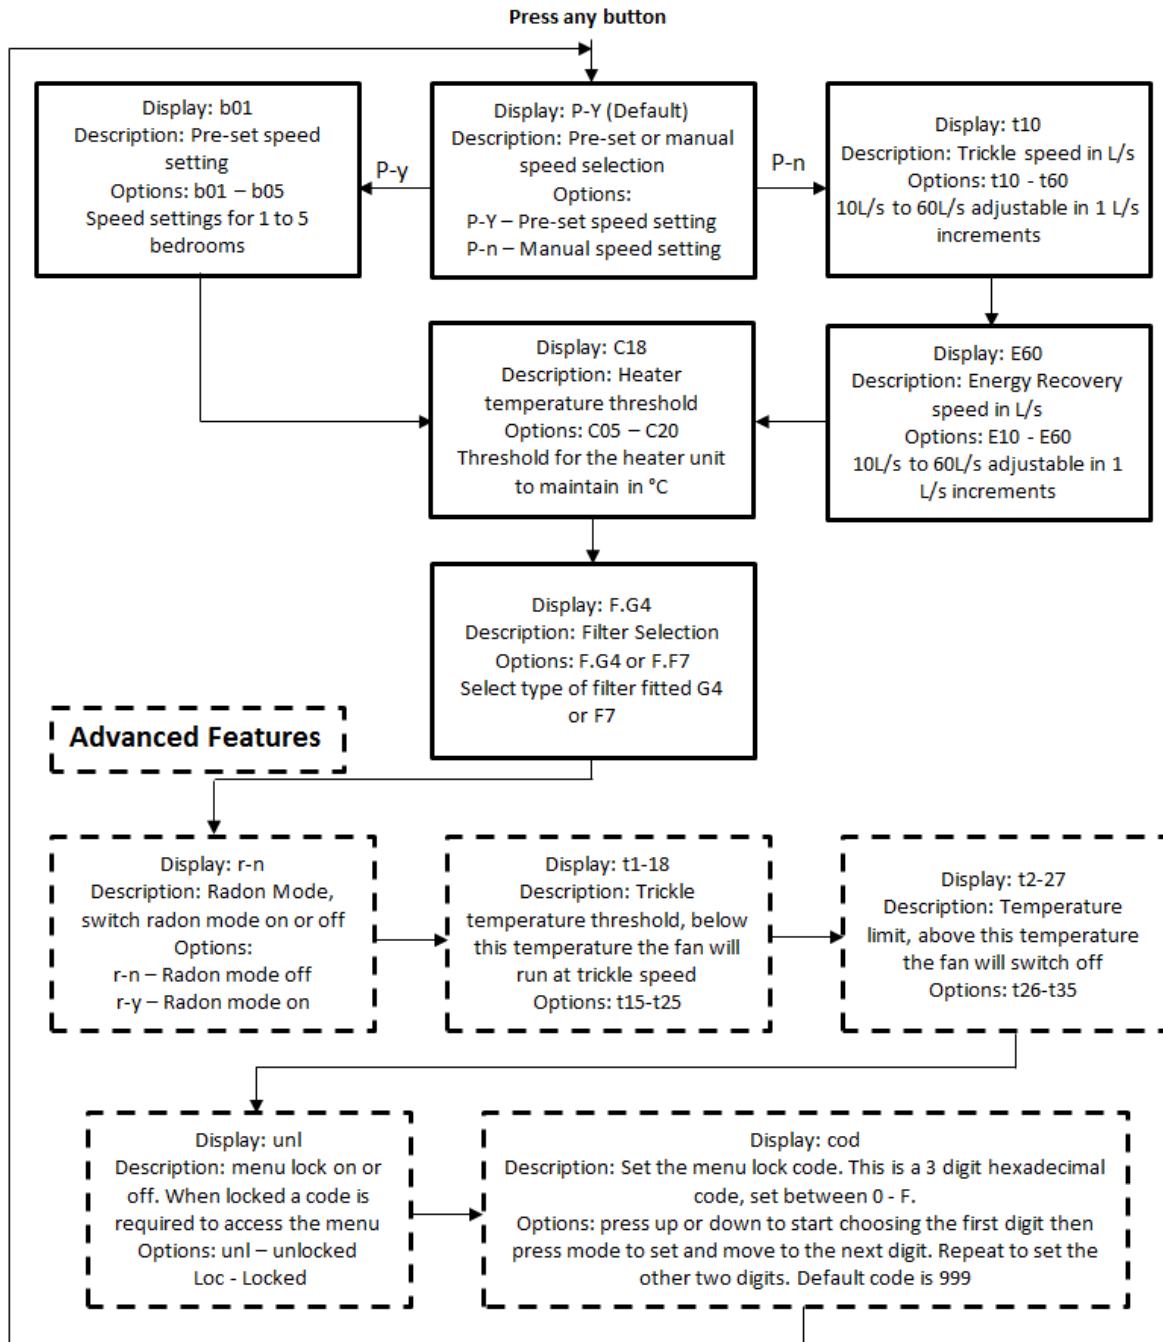 Press any button
Display: b01
Description: Pre-set speed
setting
Options: b01 – b05
Speed settings for 1 to 5
bedrooms
P-y
Display: P-Y (Default)
Description: Pre-set or manual
speed selection
Options:
P-Y – Pre-set speed setting
P-n – Manual speed setting
P-n
Display: t10
Description: Trickle speed in L/s
Options: t10 - t60
10L/s to 60L/s adjustable in 1 L/s
increments
Display: C18
Description: Heater
temperature threshold
Options: C05 – C20
Threshold for the heater unit
to maintain in °C
Display: E60
Description: Energy Recovery
speed in L/s
Options: E10 - E60
10L/s to 60L/s adjustable in 1
L/s increments
Display: F.G4
Description: Filter Selection
Options: F.G4 or F.F7
Select type of filter fitted G4
or F7
Advanced Features
Display: r-n
Description: Radon Mode,
switch radon mode on or off
Options:
r-n – Radon mode off
r-y – Radon mode on
Display: t1-18
Description: Trickle
temperature threshold, below
this temperature the fan will
run at trickle speed
Options: t15-t25
Display: t2-27
Description: Temperature
limit, above this temperature
the fan will switch off
Options: t26-t35
Display: unl
Description: menu lock on or
off. When locked a code is
required to access the menu
Options: unl – unlocked
Loc - Locked
Display: cod
Description: Set the menu lock code. This is a 3 digit hexadecimal
code, set between 0 - F.
Options: press up or down to start choosing the first digit then
press mode to set and move to the next digit. Repeat to set the
other two digits. Default code is 999